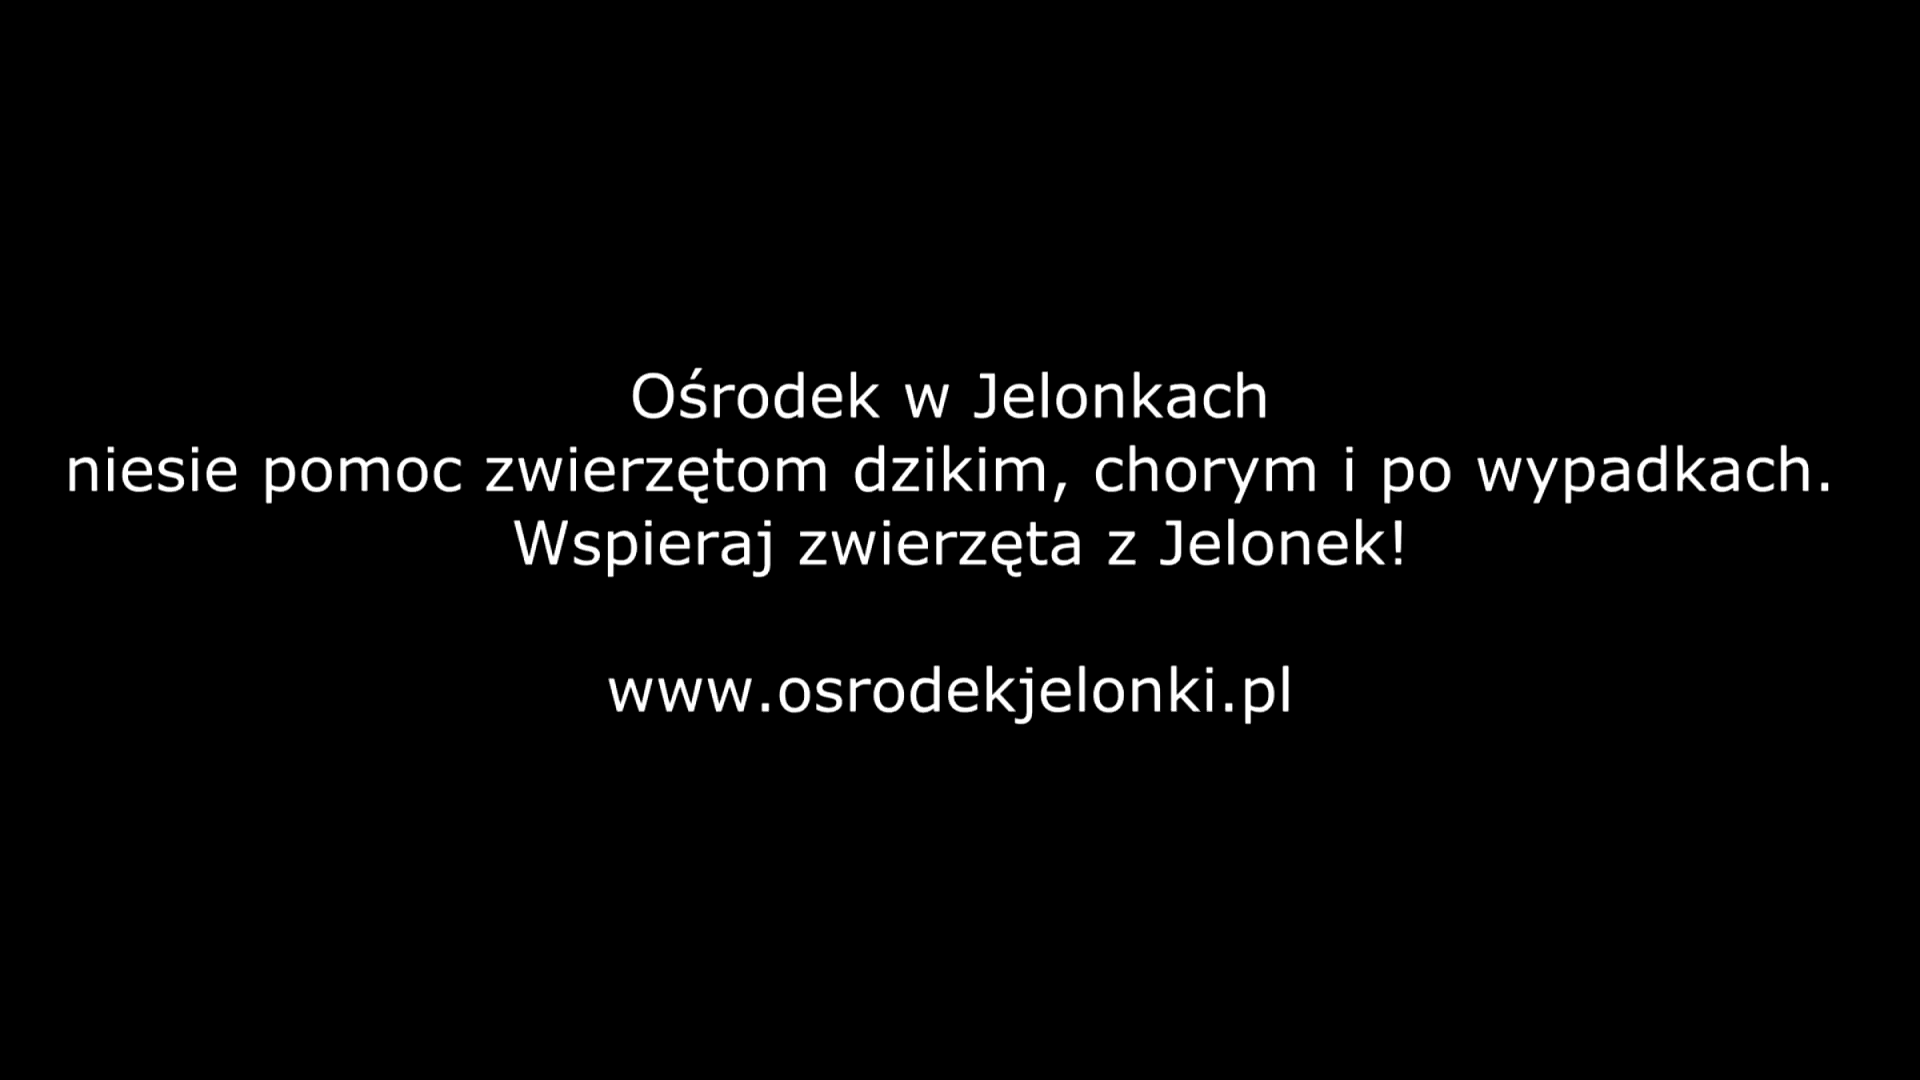 Ośrodek w Jelonkach
niesie pomoc zwierzętom dzikim, chorym i po wypadkach.
Wspieraj zwierzęta z Jelonek!
www.osrodekjelonki.pl